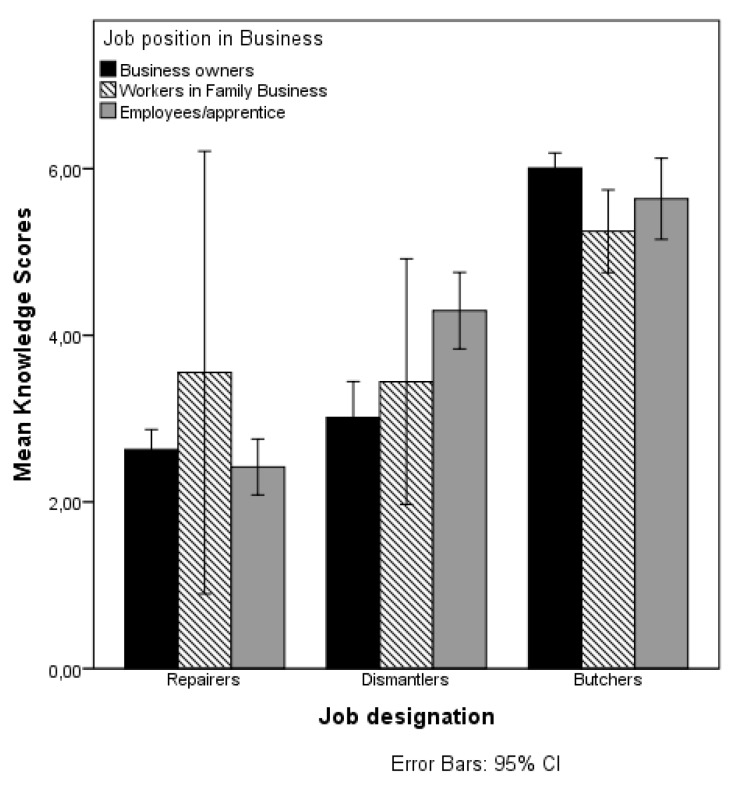 Job position in Business
Business owners
Workers in Family Business
Employees/apprentice
Mean Knowledge Scores
6,00
4,00
2,00
0,00
Repairers Dismantlers Butchers
Job designation
Error Bars: 95% CI